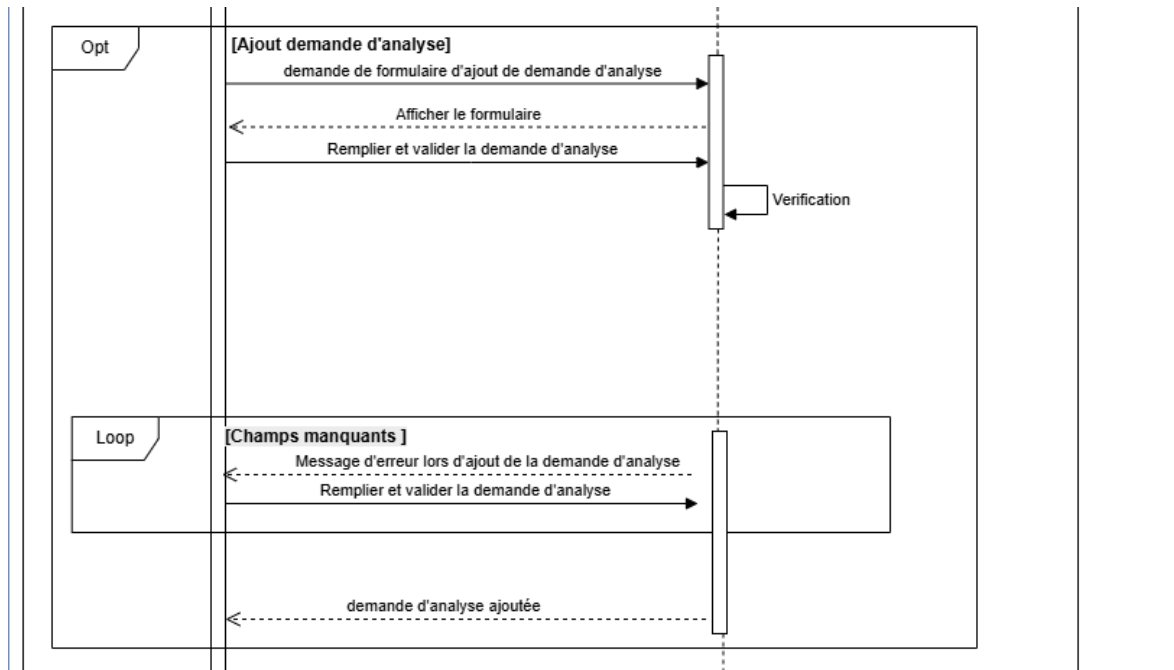 Opt
[Ajout demande d'analyse]
demande de formulaire d'ajout de demande d'analyse
Afficher le formulaire
Remplier et valider la demande d'analyse
Verification
Loop
[Champs manquants ]
Message d'erreur lors d'ajout de la demande d'analyse
Remplier et valider la demande d'analyse
demande d'analyse ajoutée